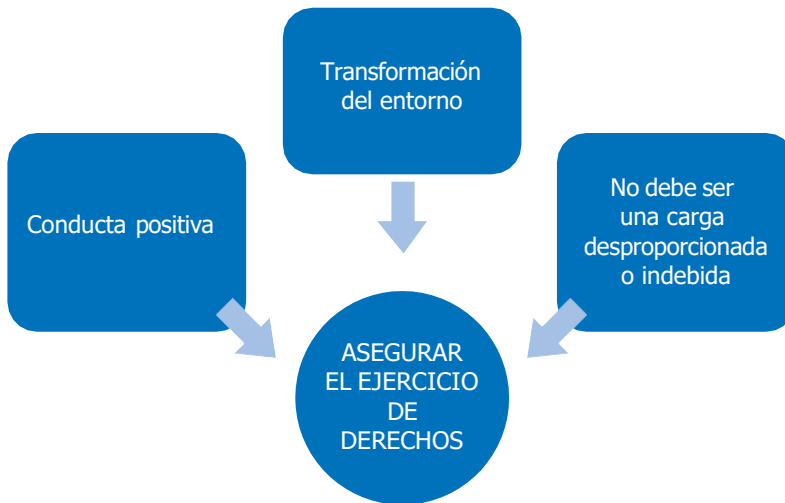 Transformación
del entorno
Conducta positiva
No debe ser
una carga
desproporcionada
o indebida
ASEGURAR
EL EJERCICIO
DE
DERECHOS